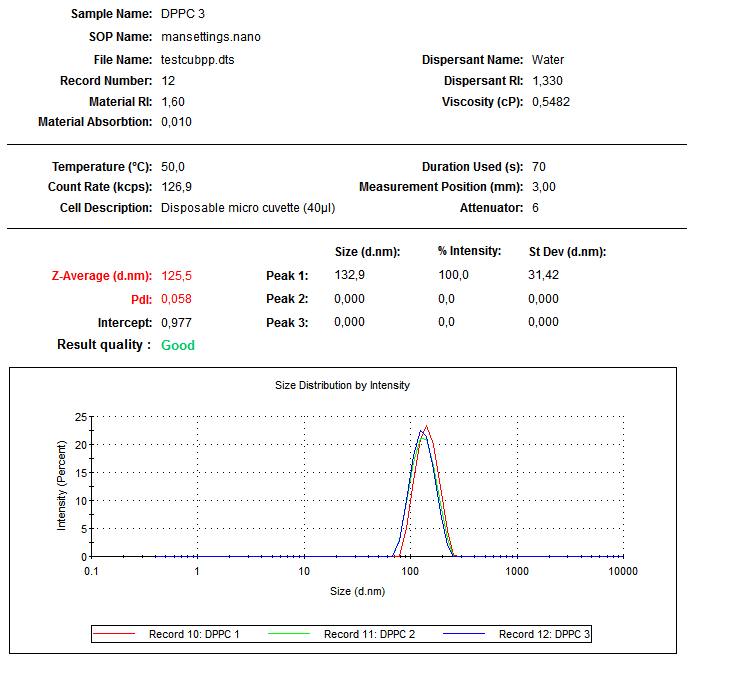 Sample Name: DPPC 3
SOP Name: mansettings.nano
File Name: testcubpp.dts Dispersant Name: Water
Record Number: 12 Dispersant RI: 1,330
Material RI: 1,60 Viscosity (cP): 0,5482
Material Absorbtion: 0,010
Temperature (°C): 50,0 Duration Used (s): 70
Count Rate (kcps): 126,9 Measurement Position (mm): 3,00
Cell Description: Disposable micro cuvette (40µl) Attenuator: 6
Size (d.nm): % Intensity: St Dev (d.nm):
Z-Average (d.nm): 125,5 Peak 1: 132,9 100,0 31,42
PdI: 0,058 Peak 2: 0,000 0,0 0,000
Intercept: 0,977 Peak 3: 0,000 0,0 0,000
Result quality : Good
Size Distribution by Intensity
Intensity (Percent)
25
20
15
10
5
0
0.1 1 10 100 1000 10000
Size (d.nm)
Record 10: DPPC 1 Record 11: DPPC 2 Record 12: DPPC 3